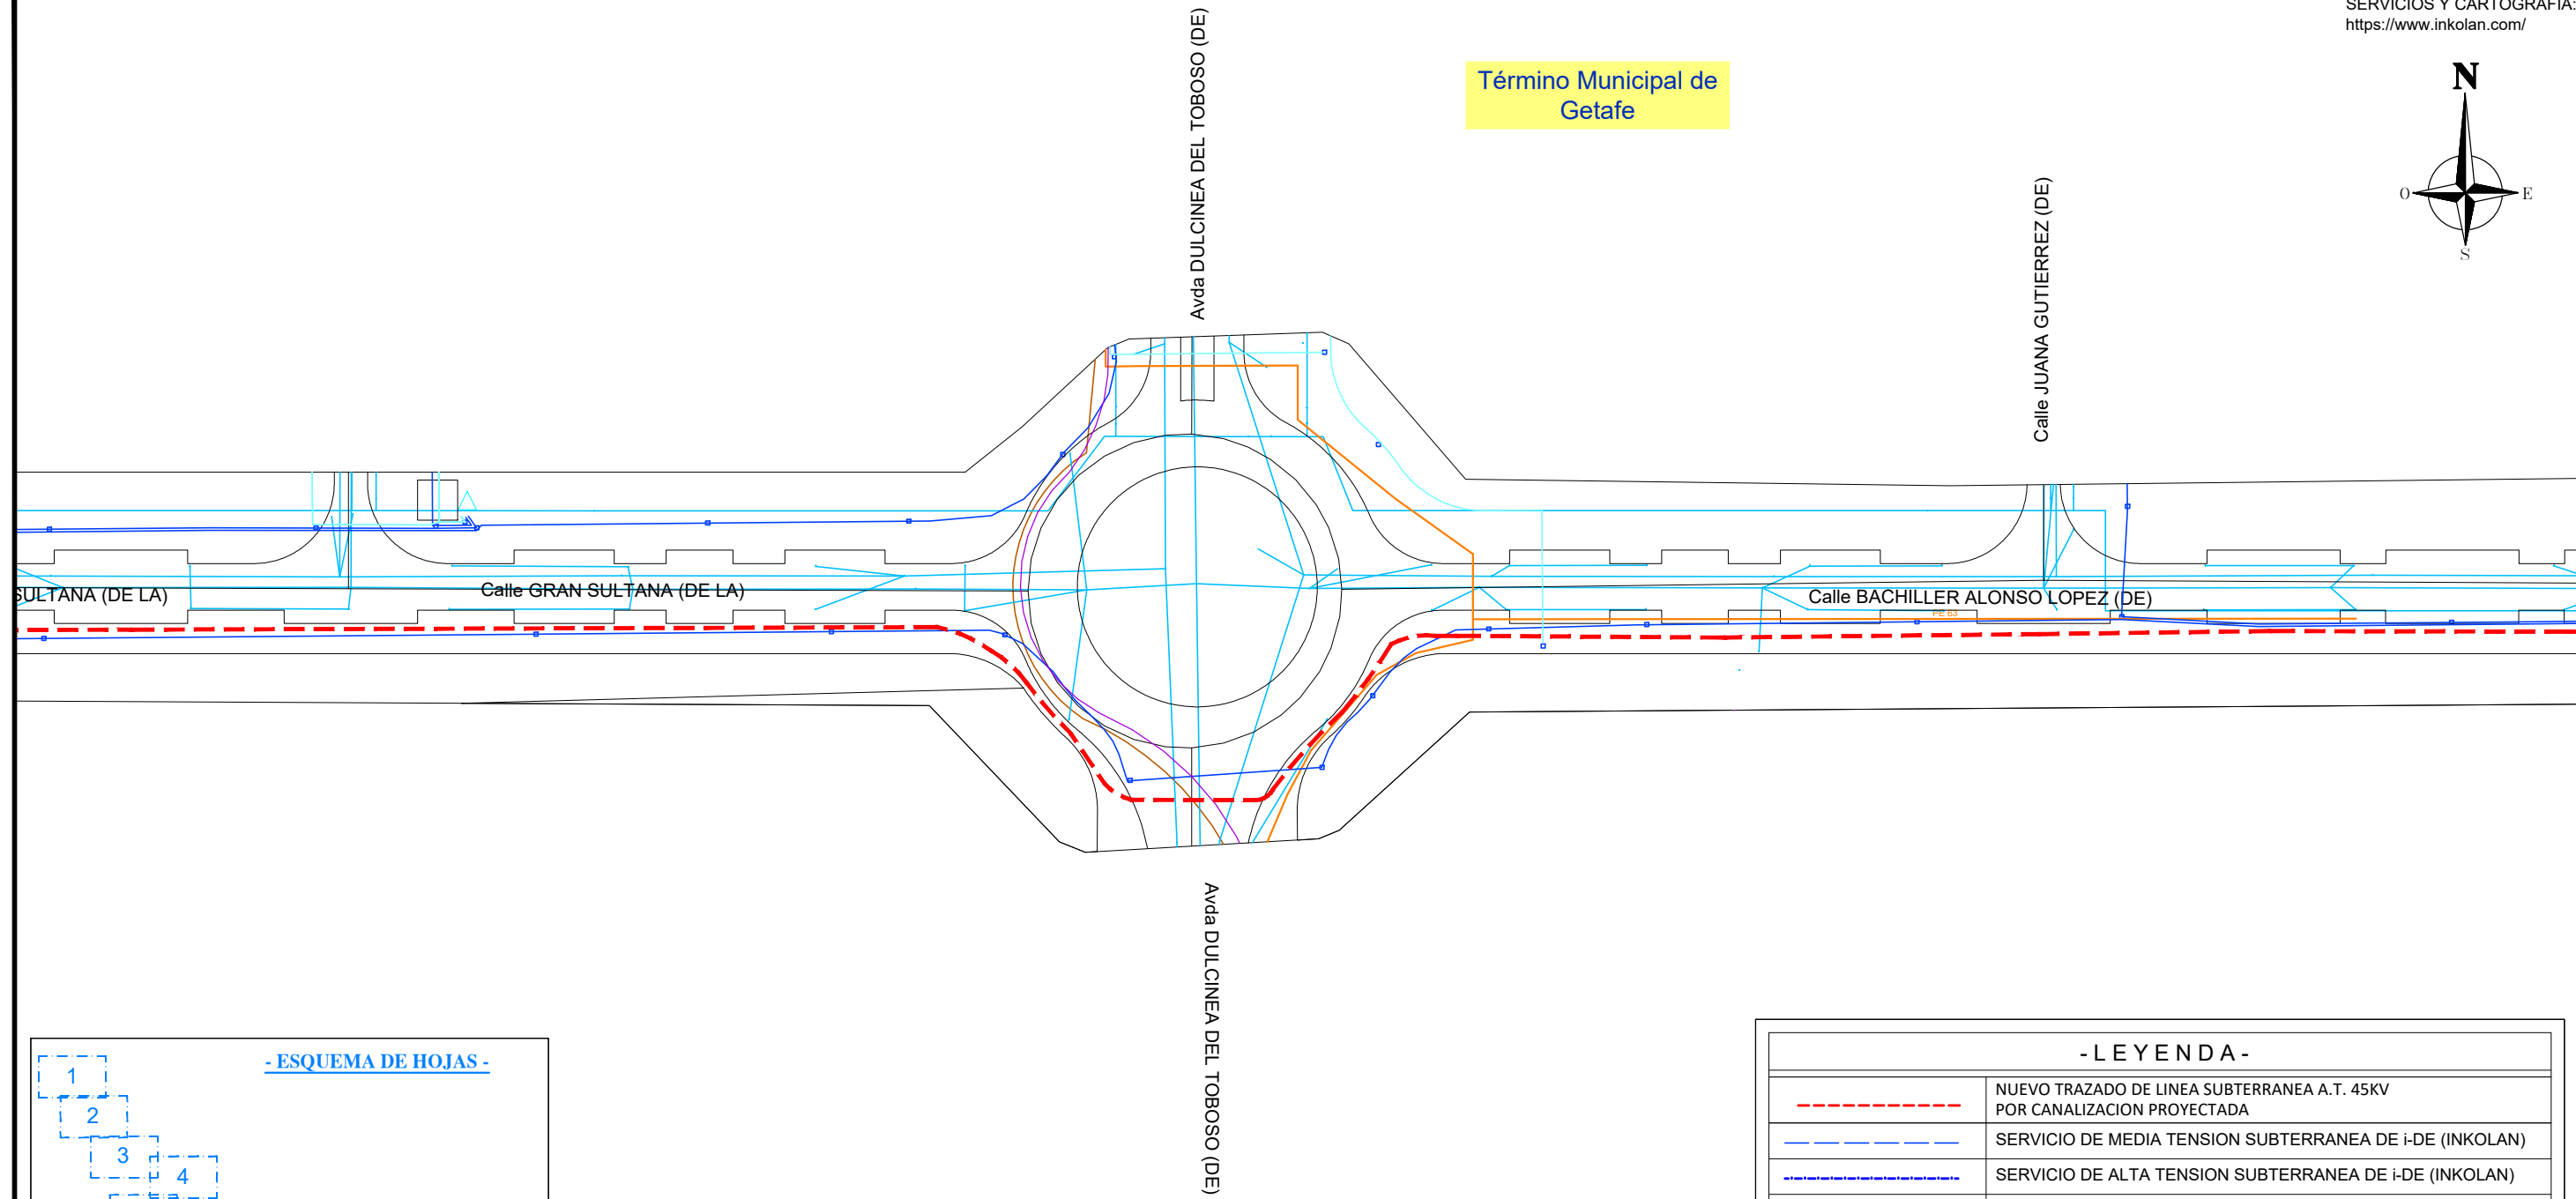 SERVICIOS Y CARTOGRAFIA:
https://www.inkolan.com/
Término Municipal de
Getafe
N
O
E
S
Avda DULCINEA DEL TOBOSO (DE)
Calle JUANA GUTIERREZ (DE)
SULTANA (DE LA)
Calle GRAN SULTANA (DE LA)
Calle BACHILLER ALONSO LOPEZ (DE)
PE 63
Avda DULCINEA DEL TOBOSO (DE)
- ESQUEMA DE HOJAS -
1
2
3
4
- L E Y E N D A -
NUEVO TRAZADO DE LINEA SUBTERRANEA A.T. 45KV
POR CANALIZACION PROYECTADA
SERVICIO DE MEDIA TENSION SUBTERRANEA DE i-DE (INKOLAN)
SERVICIO DE ALTA TENSION SUBTERRANEA DE i-DE (INKOLAN)